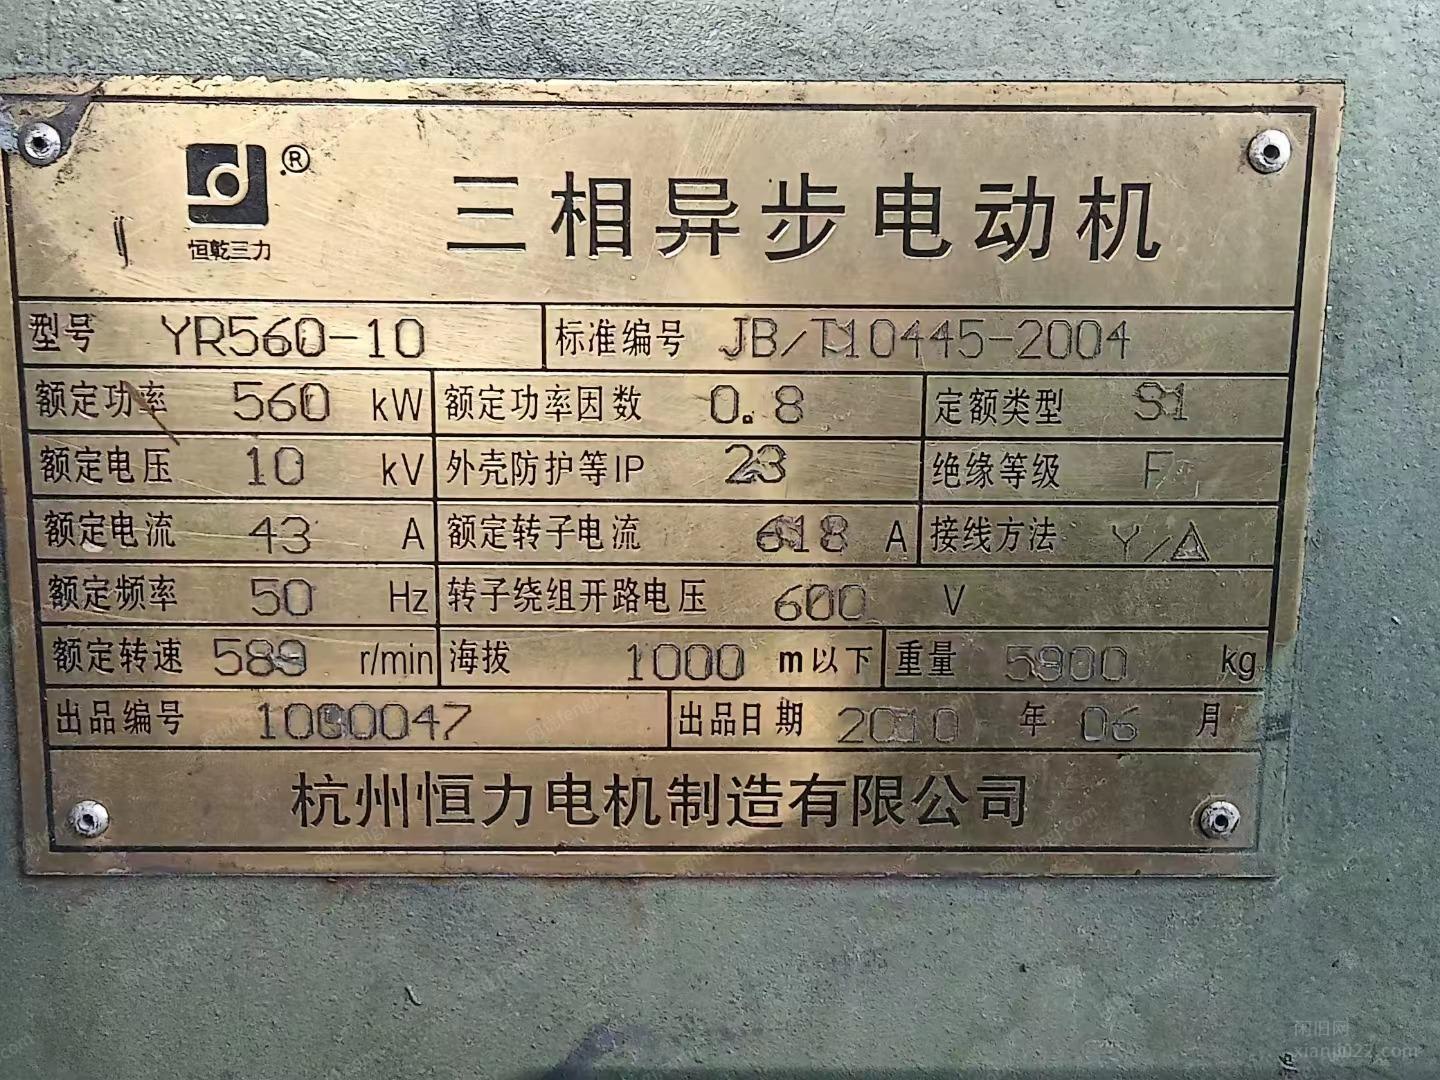 ®
恒乾三力
三相异步电动机
型号 YR560-10 标准编号 JB/T10445-2004
额定功率 560 kW 额定功率因数 0.8 定额类型 S1
额定电压 10 kV 外壳防护等IP 23 绝缘等级 F
额定电流 43 A 额定转子电流 618 A 接线方法 Y/△
额定频率 50 Hz 转子绕组开路电压 600 V
额定转速 589 r/min 海拔 1000 m以下 重量 5900 kg
出品编号 1000047 出品日期 2010 年 06 月
杭州恒力电机制造有限公司
闲旧网
xianji022.com